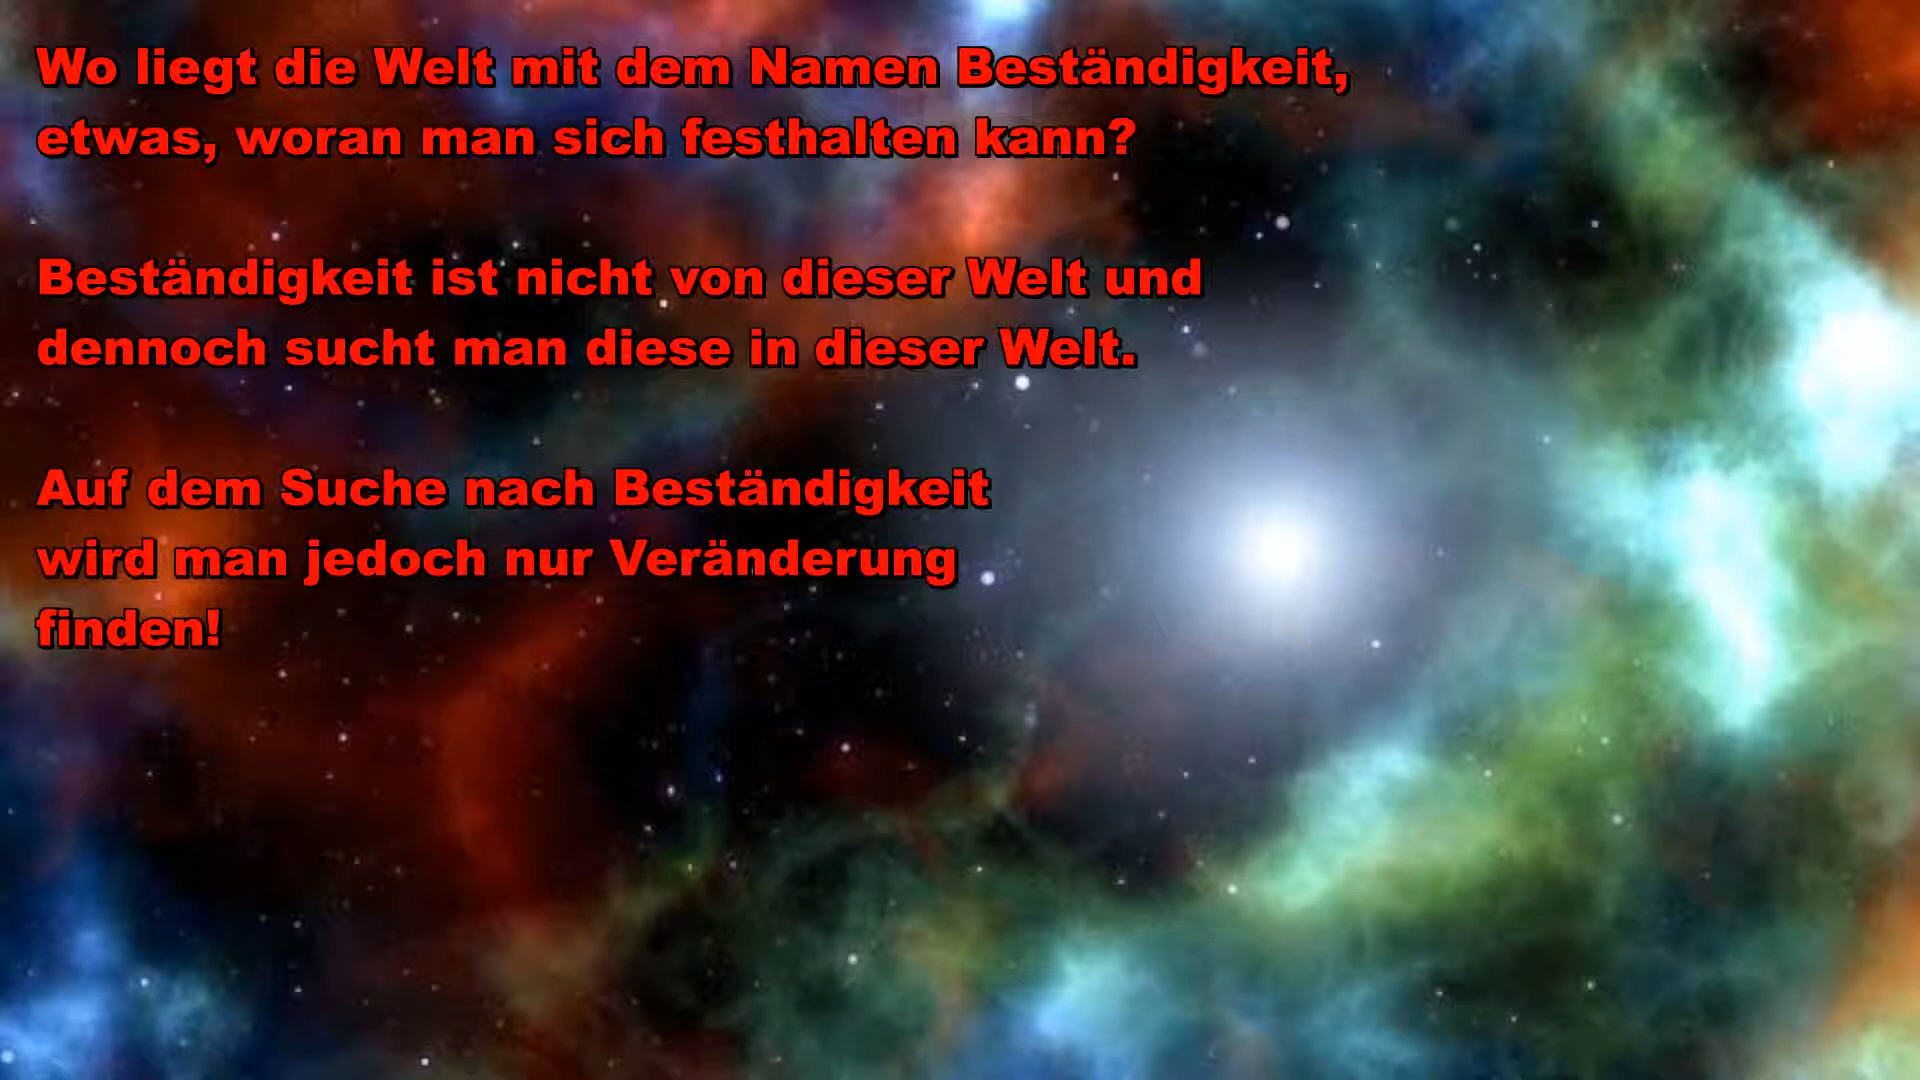 Wo liegt die Welt mit dem Namen Beständigkeit,
etwas, woran man sich festhalten kann?
Beständigkeit ist nicht von dieser Welt und
dennoch sucht man diese in dieser Welt.
Auf dem Suche nach Beständigkeit
wird man jedoch nur Veränderung
finden!